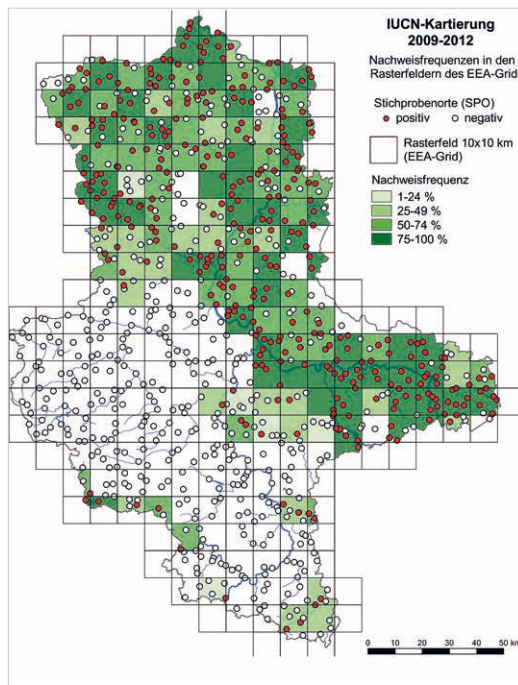 IUCN-Kartierung
2009-2012
Nachweisfrequenzen in den
Rasterfeldern des EEA-Grid
Stichprobenorte (SPO)
positiv negativ
Rasterfeld 10x10 km
(EEA-Grid)
Nachweisfrequenz
1-24 %
25-49 %
50-74 %
75-100 %
0 10 20 30 40 50 km